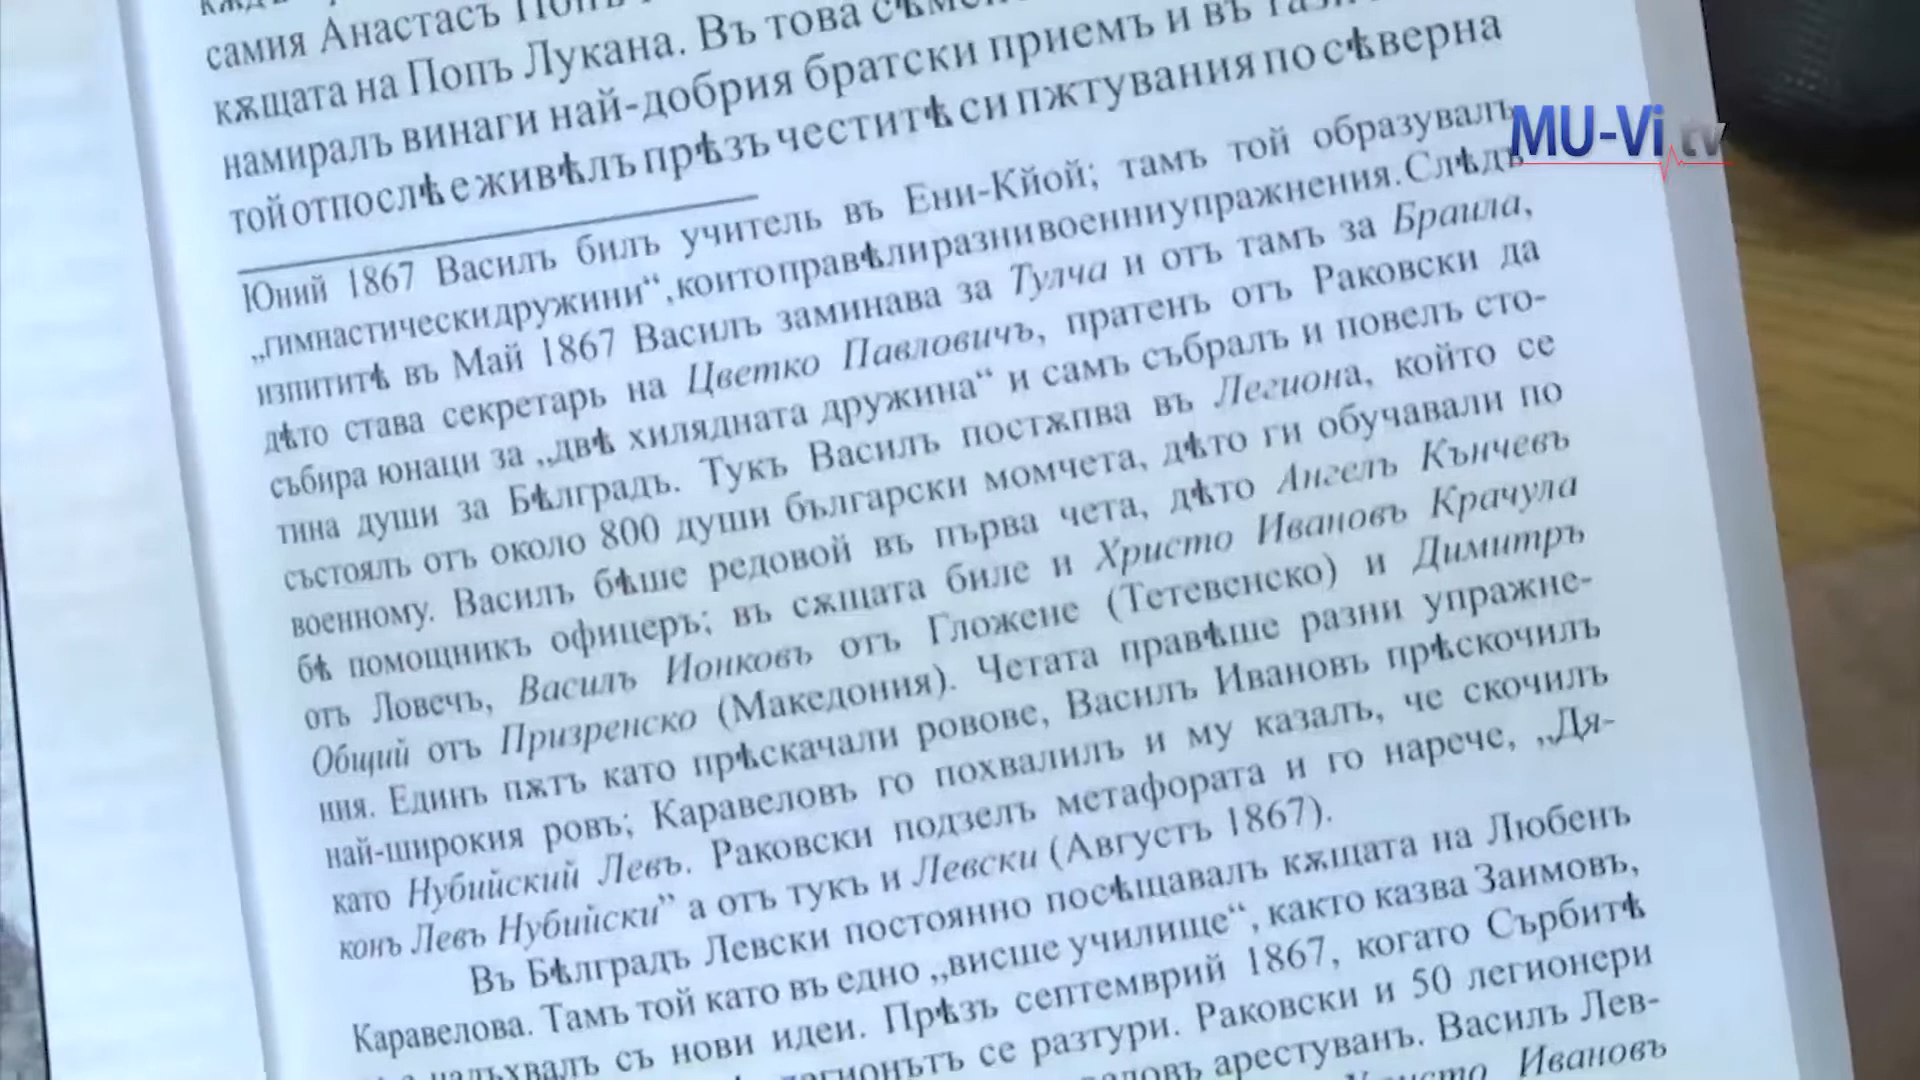 самия Анастасъ Попъ
кѫщата на Попъ Лукана. Въ това
намиралъ винаги най-добрия братски приемъ и въ
той отпослѣ е живѣлъ прѣзъ честитѣ си пѫтувания по сѣверна
Юний 1867 Василъ билъ учитель въ Ени-Кйой; тамъ той образувалъ
„гимнастически дружини“, които правѣли разни военни упражнения. Слѣдъ
изпититѣ въ Май 1867 Василъ заминава за Тулча и отъ тамъ за Браила,
дѣто става секретарь на Цветко Павловичъ, пратенъ отъ Раковски да
събира юнаци за „двѣ хилядната дружина“ и самъ събралъ и повелъ сто-
тина души за Бѣлградъ. Тукъ Василъ постѫпва въ Легиона, който се
състоялъ отъ около 800 души български момчета, дѣто ги обучавали по
военному. Василъ бѣше редовой въ първа чета, дѣто Ангелъ Кънчевъ
бѣ помощникъ офицеръ; въ сѫщата биле и Христо Ивановъ Крачула
отъ Ловечъ, Василъ Йонковъ отъ Гложене (Тетевенско) и Димитръ
Общий отъ Призренско (Македония). Четата правѣше разни упражне-
ния. Единъ пѫтъ като прѣскачали ровове, Василъ Ивановъ прѣскочилъ
най-широкия ровъ; Каравеловъ го похвалилъ и му казалъ, че скочилъ
като Нубийский Левъ. Раковски подзелъ метафората и го нарече, „Дя-
конъ Левъ Нубийски” а отъ тукъ и Левски (Августъ 1867).
Въ Бѣлградъ Левски постоянно посѣщавалъ кѫщата на Любенъ
Каравелова. Тамъ той като въ едно „висше училище“, както казва Заимовъ,
съ нови идеи. Прѣзъ септемврий 1867, когато Сърбитѣ
се разтури. Раковски и 50 легионери
арестуванъ. Василъ Лев-
Ивановъ
MU-Vi.tv